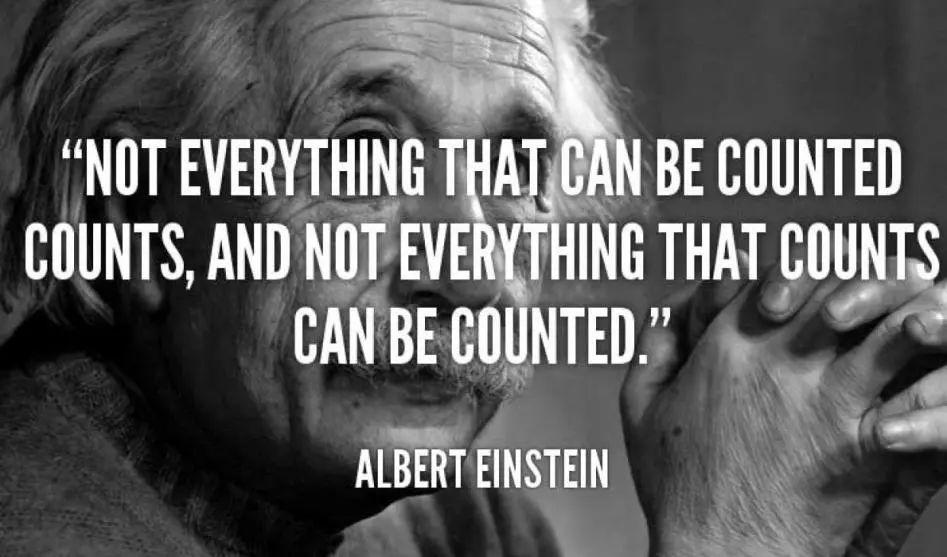 “NOT EVERYTHING THAT CAN BE COUNTED
COUNTS, AND NOT EVERYTHING THAT COUNTS
CAN BE COUNTED.”
ALBERT EINSTEIN